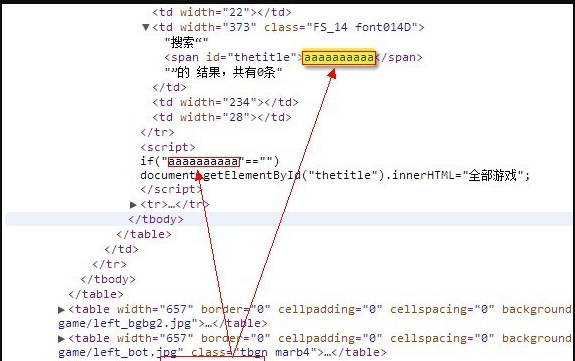 <td width="22"></td>
▼<td width="373" class="FS_14 font014D">
"搜索“"
<span id="thetitle">aaaaaaaaaa</span>
"”的 结果，共有0条"
</td>
<td width="234"></td>
<td width="28"></td>
</tr>
<script>
if("aaaaaaaaaa"=="")
document.getElementById("thetitle").innerHTML="全部游戏";
</script>
▶<tr>…</tr>
</tbody>
</table>
</td>
</tr>
</tbody>
</table>
▶<table width="657" border="0" cellpadding="0" cellspacing="0" background
game/left_bgbg2.jpg">…</table>
▶<table width="657" border="0" cellpadding="0" cellspacing="0" background
game/left_bot.jpg" class="tbgn marb4">…</table>